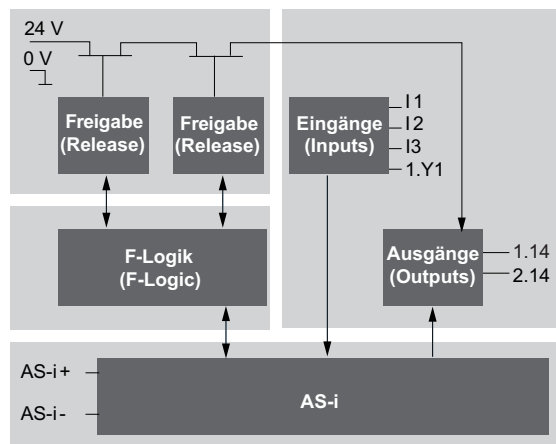 24 V
0 V
Freigabe
(Release)
Freigabe
(Release)
Eingänge
(Inputs)
I1
I2
I3
1.Y1
F-Logik
(F-Logic)
Ausgänge
(Outputs)
1.14
2.14
AS-i+
AS-i-
AS-i